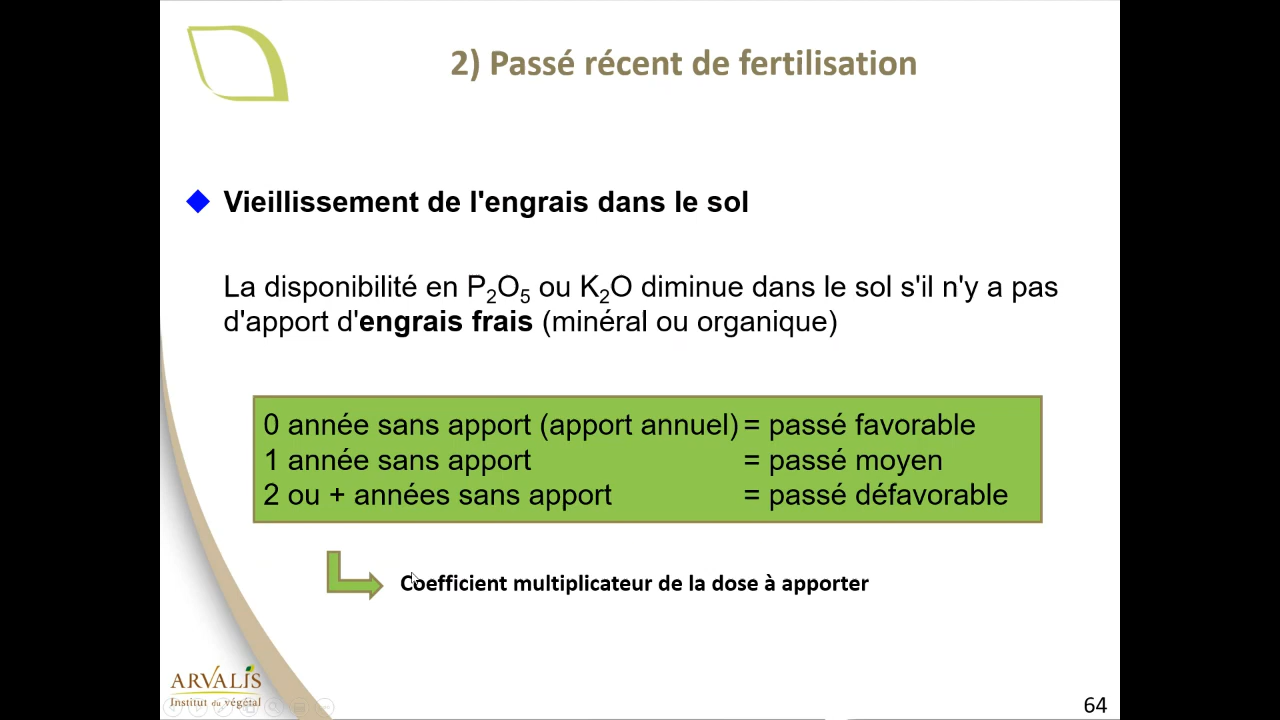 2) Passé récent de fertilisation
Vieillissement de l'engrais dans le sol
La disponibilité en P₂O₅ ou K₂O diminue dans le sol s'il n'y a pas
d'apport d'engrais frais (minéral ou organique)
0 année sans apport (apport annuel) = passé favorable
1 année sans apport = passé moyen
2 ou + années sans apport = passé défavorable
Coefficient multiplicateur de la dose à apporter
ARVALIS
Institut du végétal
64